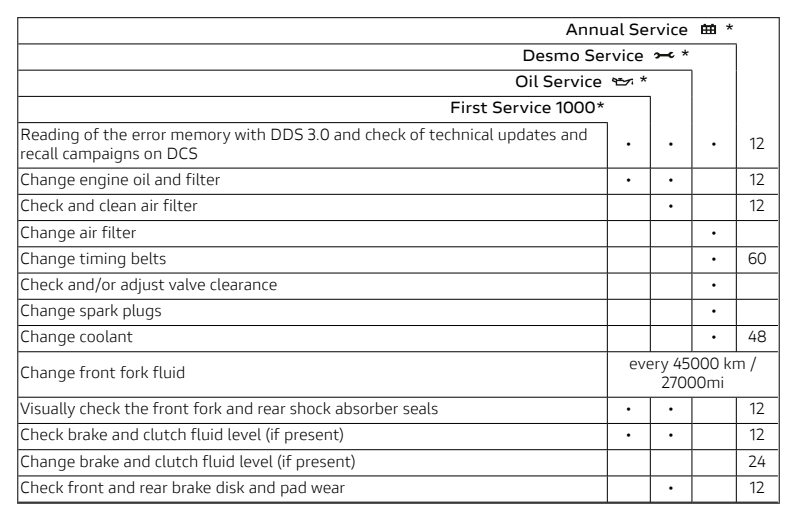 Annual Service *
Desmo Service *
Oil Service *
First Service 1000*
Reading of the error memory with DDS 3.0 and check of technical updates and
recall campaigns on DCS • • • 12
Change engine oil and filter • • 12
Check and clean air filter • 12
Change air filter •
Change timing belts • 60
Check and/or adjust valve clearance •
Change spark plugs •
Change coolant • 48
Change front fork fluid every 45000 km /
27000mi
Visually check the front fork and rear shock absorber seals • • 12
Check brake and clutch fluid level (if present) • • 12
Change brake and clutch fluid level (if present) 24
Check front and rear brake disk and pad wear • 12